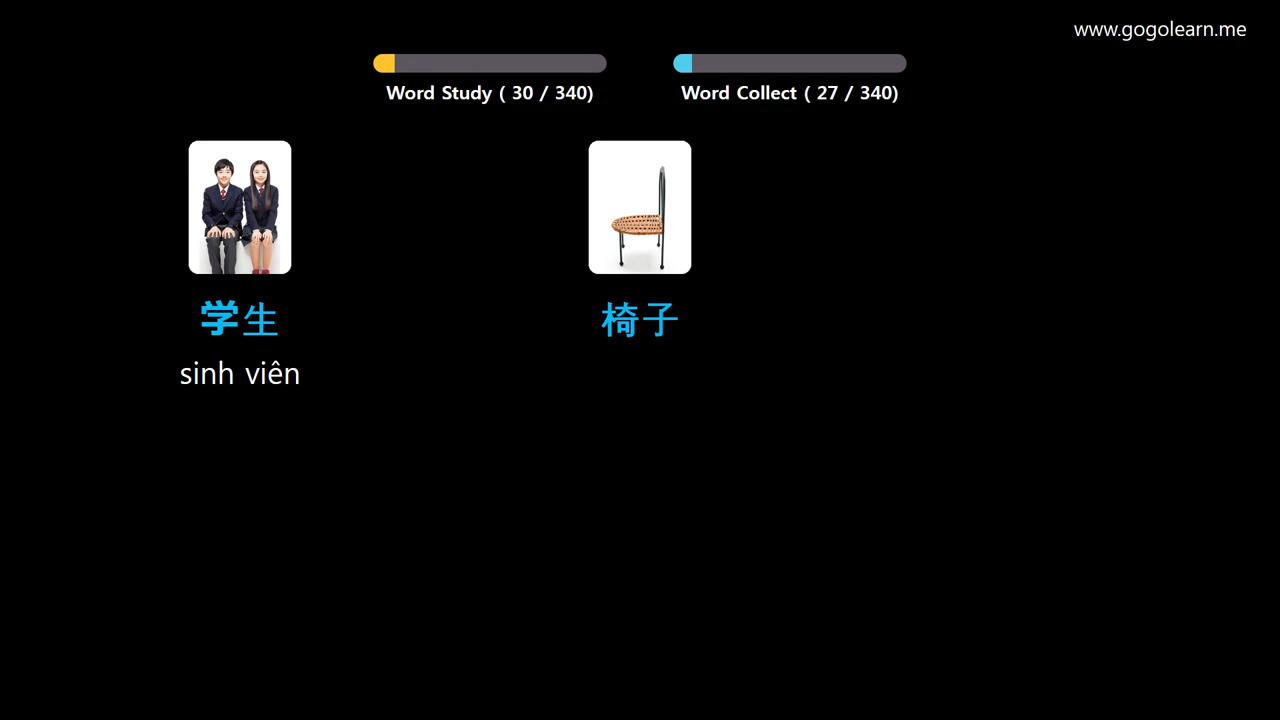 www.gogolearn.me
Word Study ( 30 / 340)
Word Collect ( 27 / 340)
学生
椅子
sinh viên